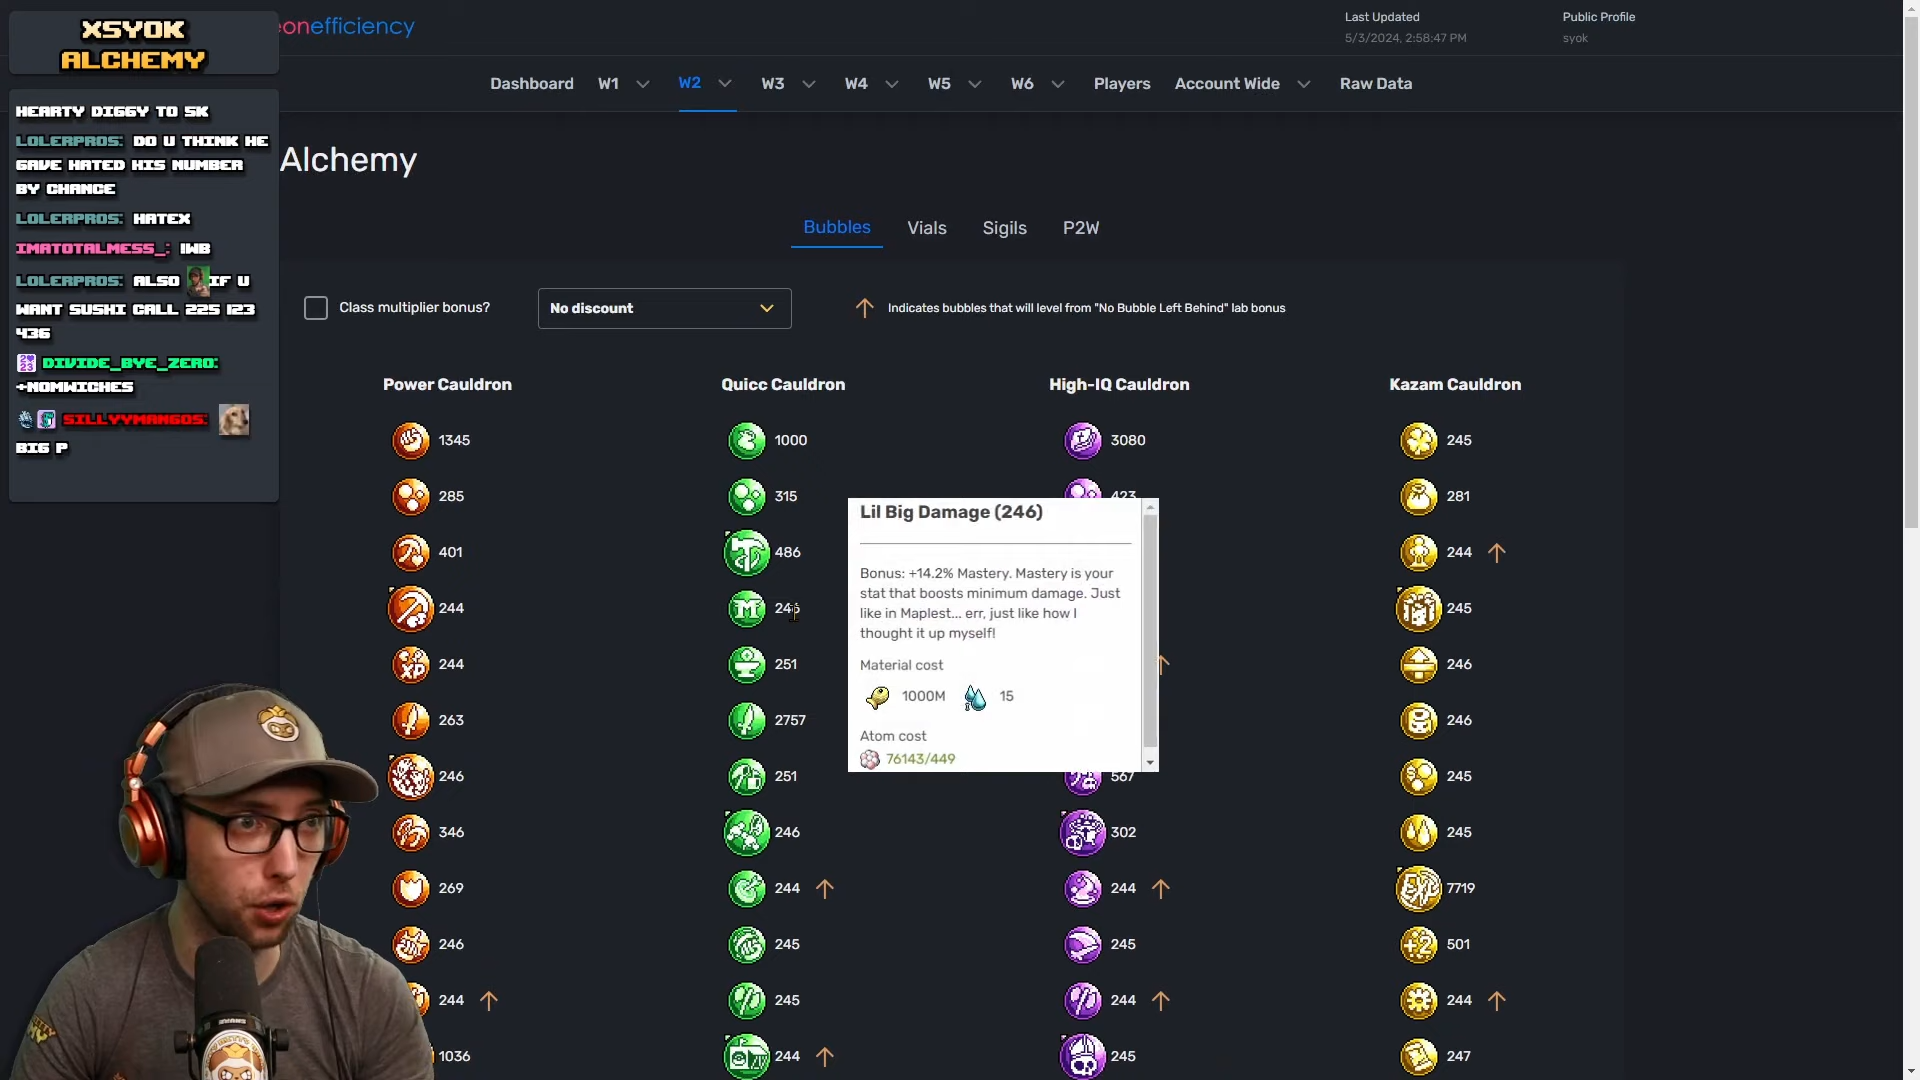 XSYOK
ALCHEMY
onefficiency
Last Updated
5/3/2024, 2:58:47 PM
Public Profile
syok
Dashboard W1 W2 W3 W4 W5 W6 Players Account Wide Raw Data
HEARTY DIGGY TO 5K
LOLERPROS: DO U THINK HE
GAVE HATED HIS NUMBER
BY CHANCE
LOLERPROS: HATEX
IMATOTALMESS_: IWB
LOLERPROS: ALSO IF U
WANT SUSHI CALL 225 123
436
DIVIDE_BYE_ZERO:
+NOMWICHES
SILLYYMANGOS:
BIG P
Alchemy
Bubbles Vials Sigils P2W
Class multiplier bonus?
No discount
Indicates bubbles that will level from "No Bubble Left Behind" lab bonus
Power Cauldron
1345
285
401
244
244
263
246
346
269
246
244
1036
Quicc Cauldron
1000
315
486
246
251
2757
251
246
244
245
245
244
High-IQ Cauldron
3080
423
567
302
244
245
244
245
Lil Big Damage (246)
Bonus: +14.2% Mastery. Mastery is your
stat that boosts minimum damage. Just
like in Maplest... err, just like how I
thought it up myself!
Material cost
1000M 15
Atom cost
76143/449
Kazam Cauldron
245
281
244
245
246
246
245
245
7719
501
244
247